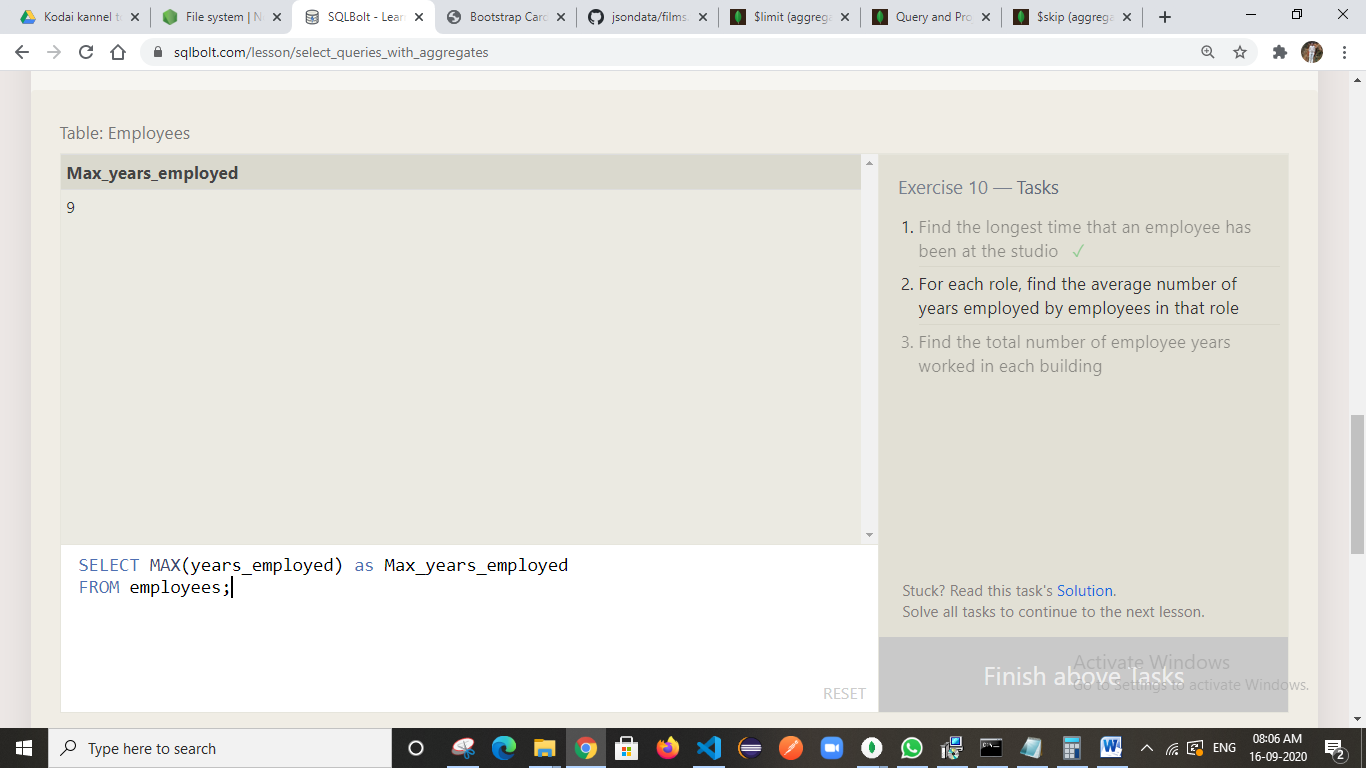 Kodai kannel t
File system | N
SQLBolt - Lear
Bootstrap Card
jsondata/films.
$limit (aggrega
Query and Pro
$skip (aggrega
sqlbolt.com/lesson/select_queries_with_aggregates
Table: Employees
Max_years_employed
9
Exercise 10 — Tasks
1. Find the longest time that an employee has
been at the studio ✓
2. For each role, find the average number of
years employed by employees in that role
3. Find the total number of employee years
worked in each building
SELECT MAX(years_employed) as Max_years_employed
FROM employees;
RESET
Stuck? Read this task's Solution.
Solve all tasks to continue to the next lesson.
Finish above Tasks
Activate Windows
Go to Settings to activate Windows.
Type here to search
ENG
08:06 AM
16-09-2020
2